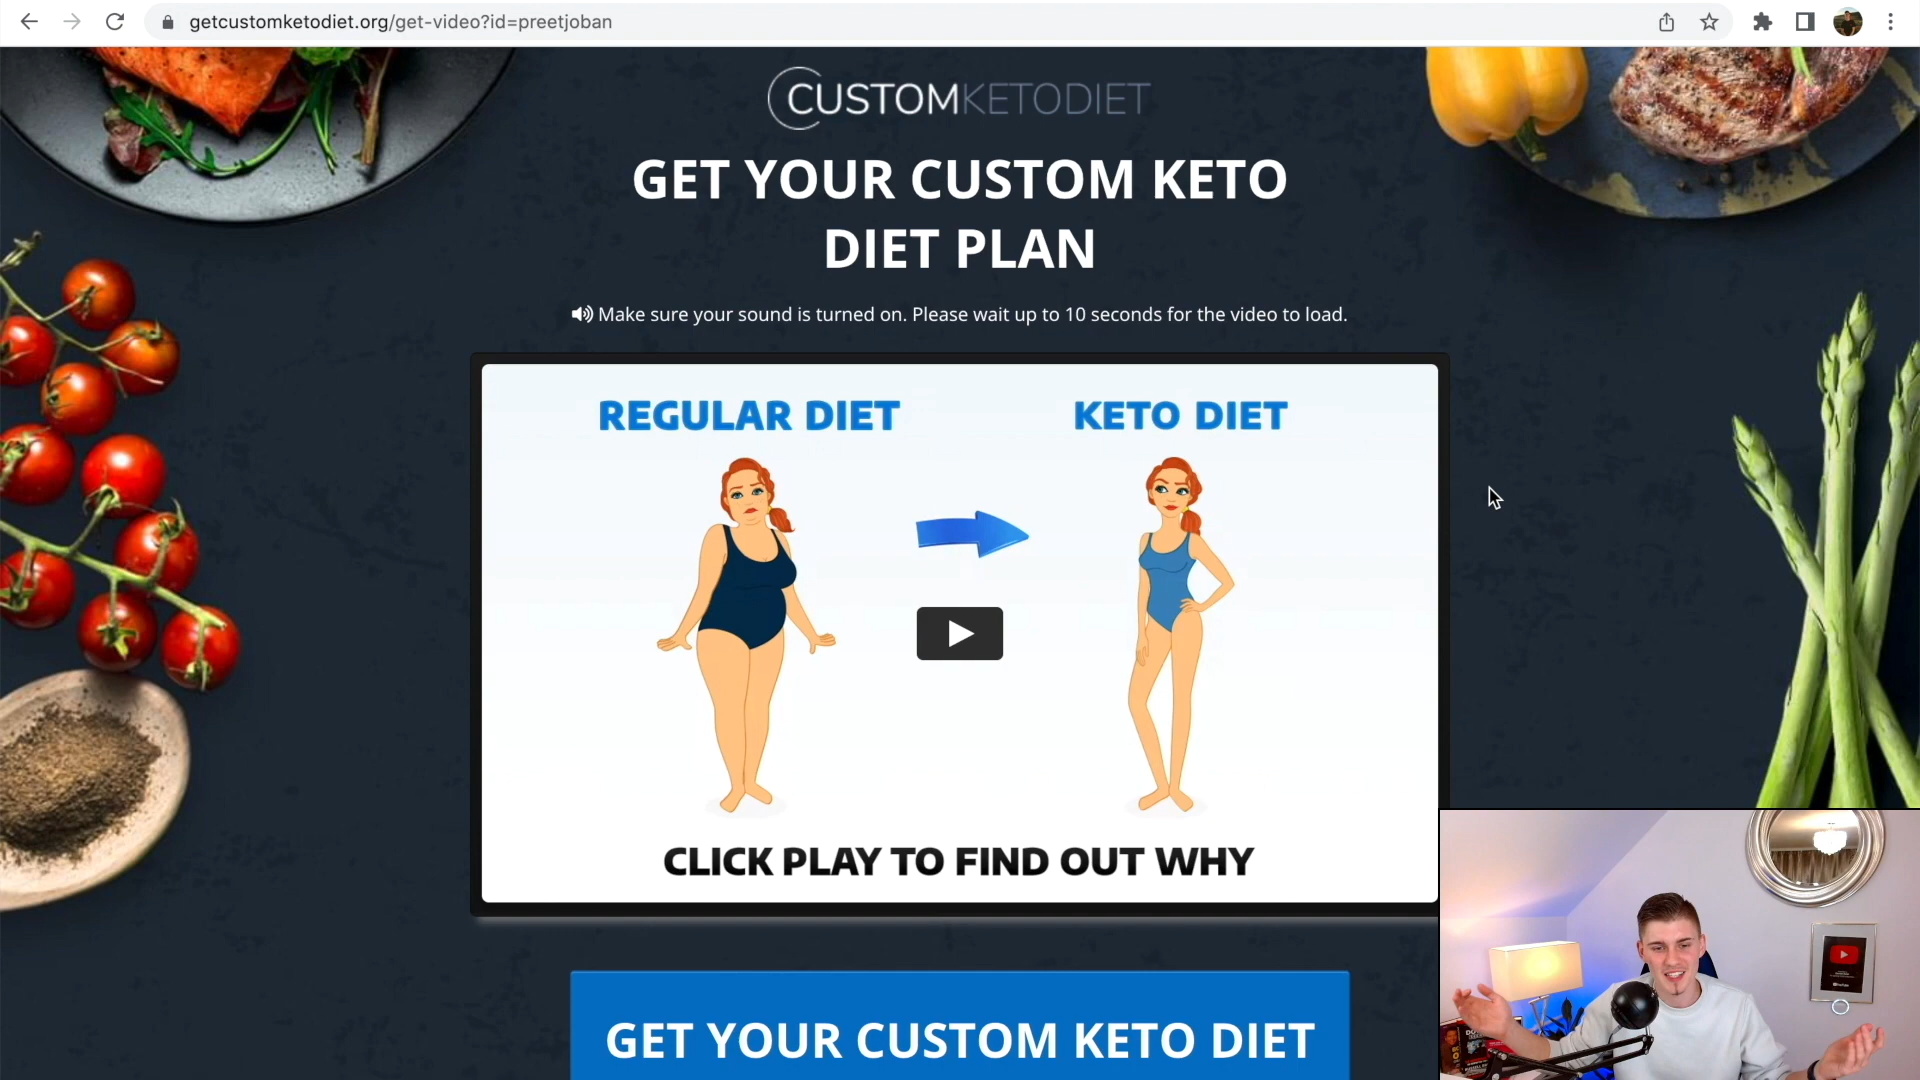 getcustomketodiet.org/get-video?id=preetjoban
CUSTOMKETODIET
GET YOUR CUSTOM KETO
DIET PLAN
Make sure your sound is turned on. Please wait up to 10 seconds for the video to load.
REGULAR DIET
KETO DIET
CLICK PLAY TO FIND OUT WHY
GET YOUR CUSTOM KETO DIET